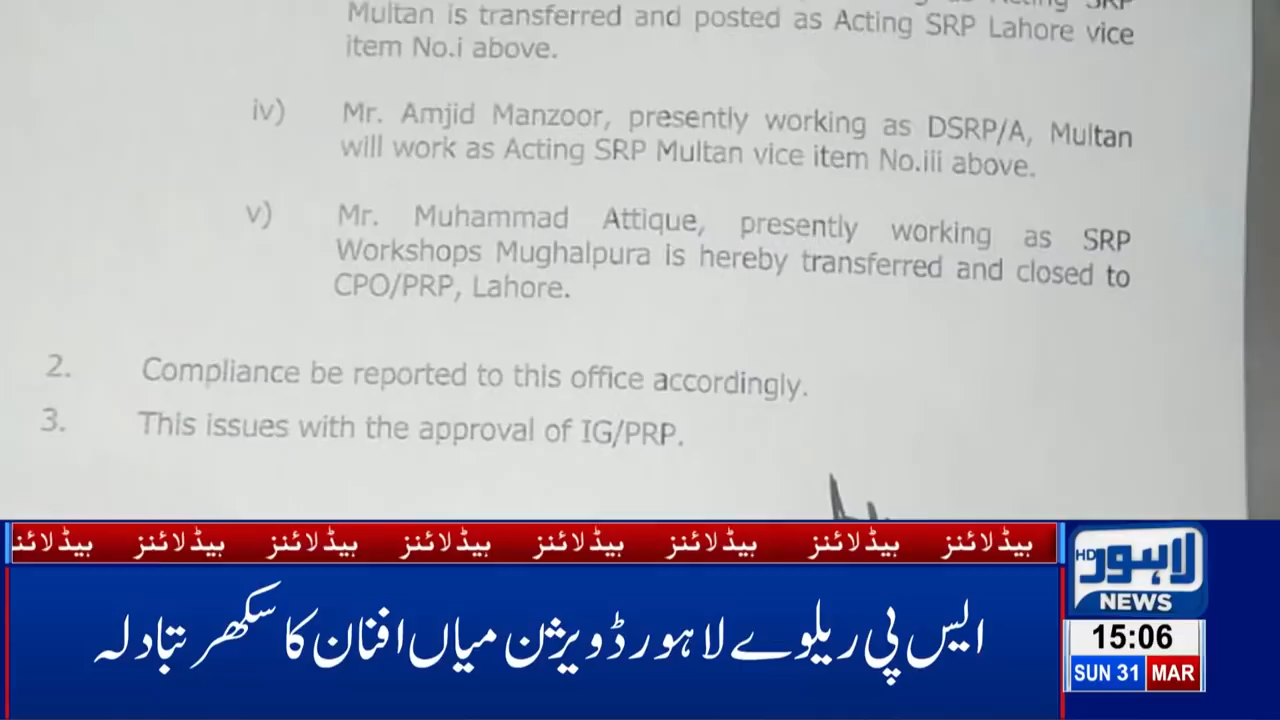 Multan is transferred and posted as Acting SRP Lahore vice
item No.i above.
iv) Mr. Amjid Manzoor, presently working as DSRP/A, Multan
will work as Acting SRP Multan vice item No.iii above.
v) Mr. Muhammad Attique, presently working as SRP
Workshops Mughalpura is hereby transferred and closed to
CPO/PRP, Lahore.
2. Compliance be reported to this office accordingly.
3. This issues with the approval of IG/PRP.
ہیڈلائنز ہیڈلائنز ہیڈلائنز ہیڈلائنز ہیڈلائنز ہیڈلائنز ہیڈلائنز
ایس پی ریلوے لاہور ڈویژن میاں افنان کا سکھر تبادلہ
لاہور HD
NEWS
15:06
SUN 31 MAR